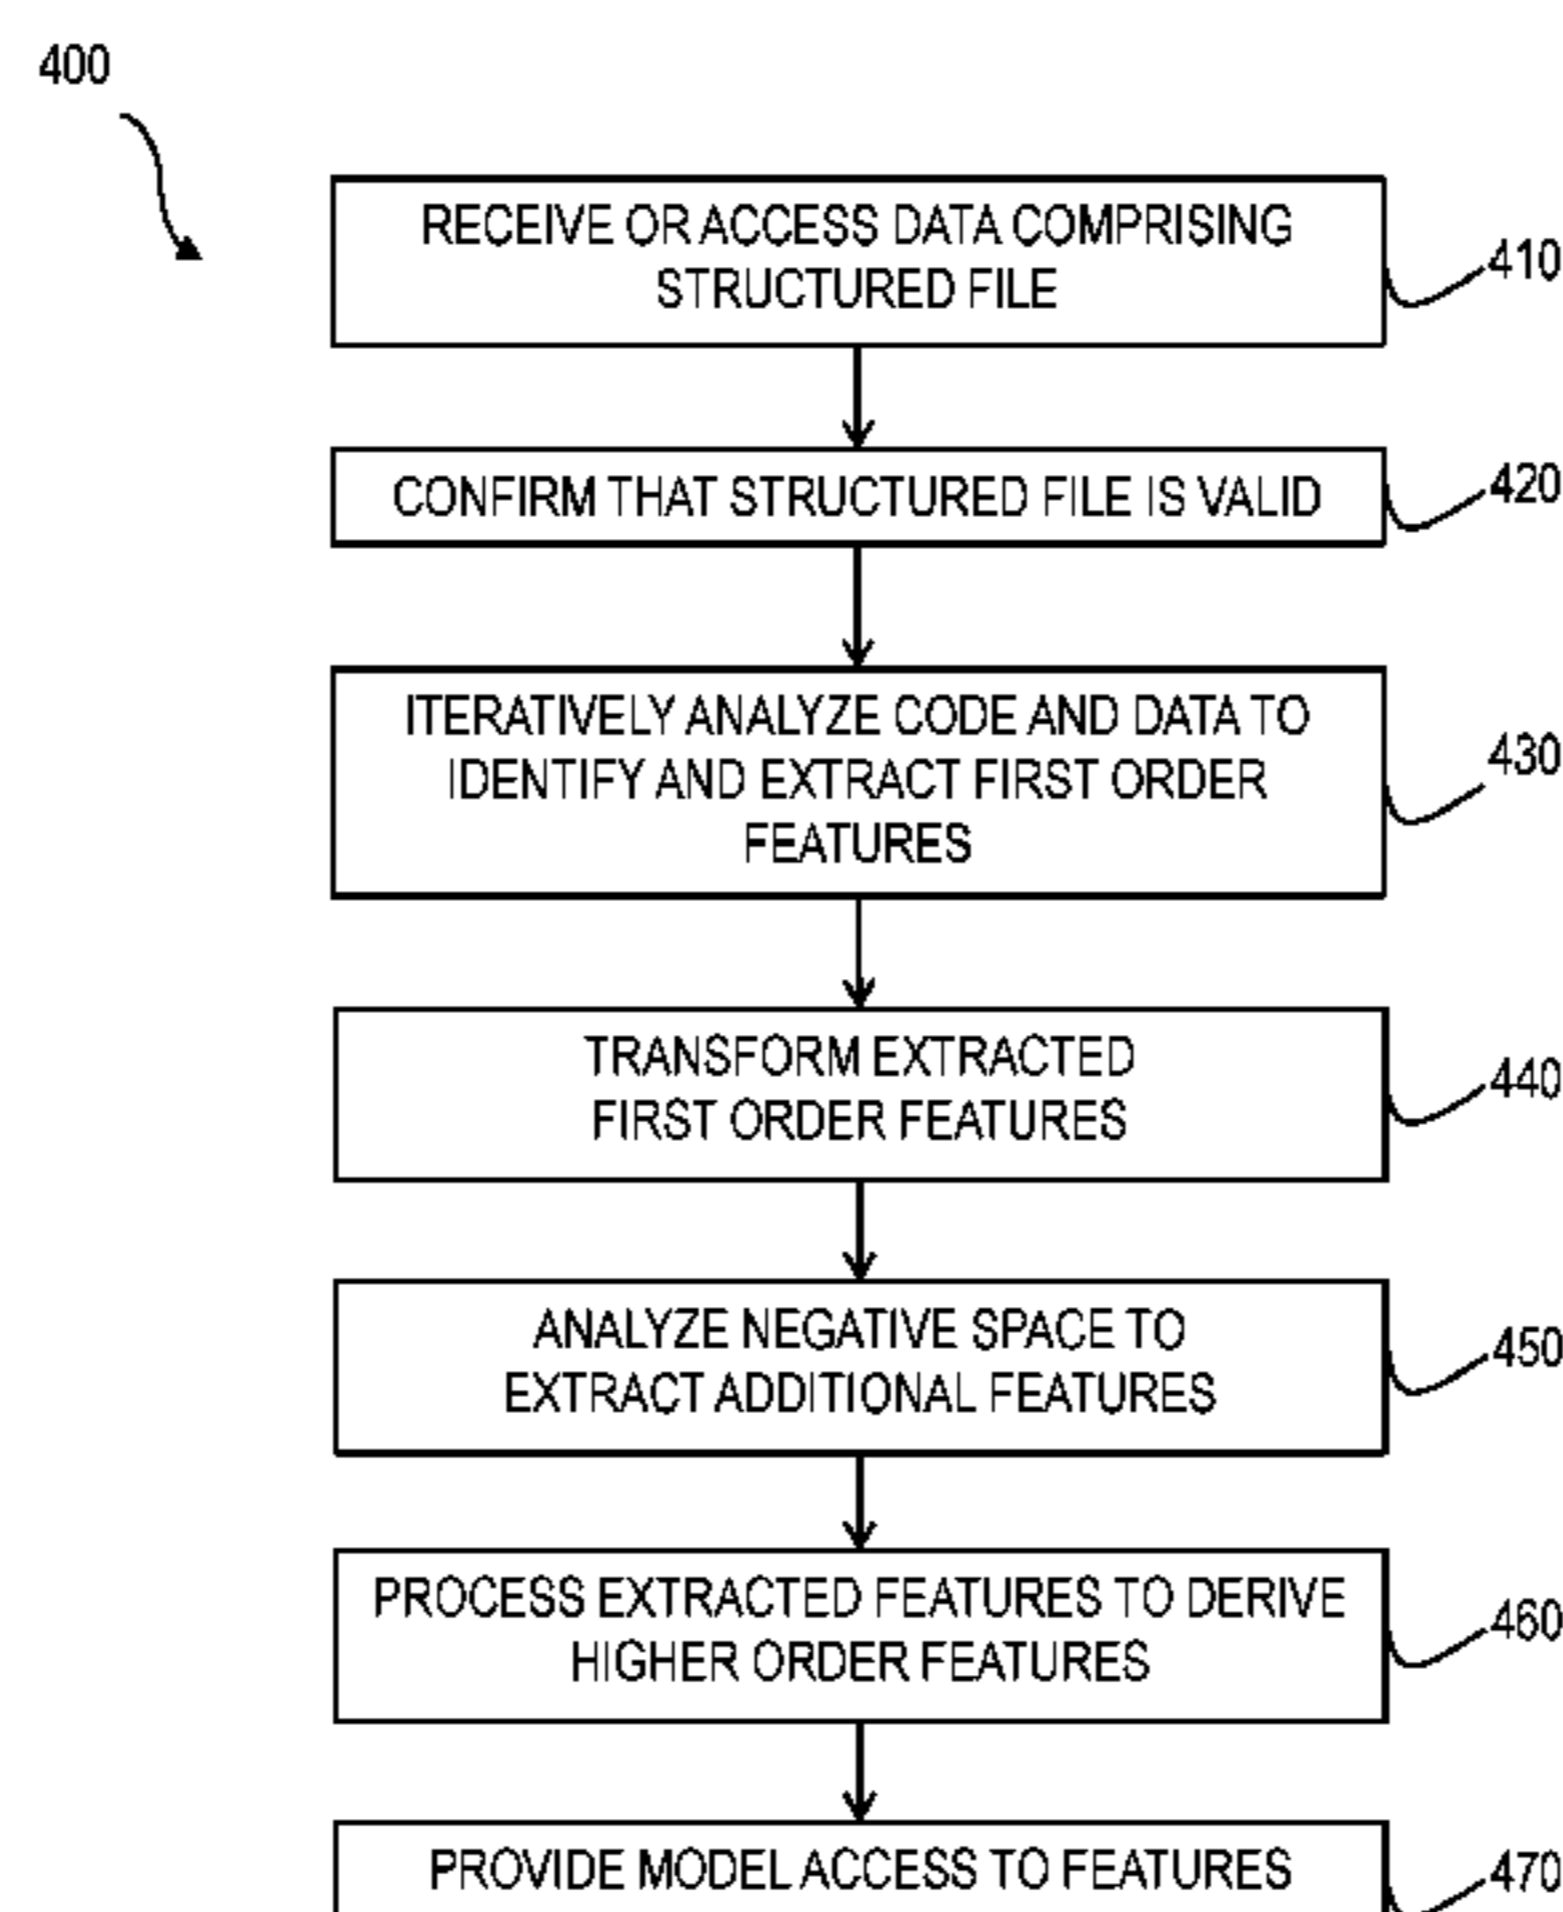 400
RECEIVE OR ACCESS DATA COMPRISING
STRUCTURED FILE
410
CONFIRM THAT STRUCTURED FILE IS VALID
420
ITERATIVELY ANALYZE CODE AND DATA TO
IDENTIFY AND EXTRACT FIRST ORDER
FEATURES
430
TRANSFORM EXTRACTED
FIRST ORDER FEATURES
440
ANALYZE NEGATIVE SPACE TO
EXTRACT ADDITIONAL FEATURES
450
PROCESS EXTRACTED FEATURES TO DERIVE
HIGHER ORDER FEATURES
460
PROVIDE MODEL ACCESS TO FEATURES
470